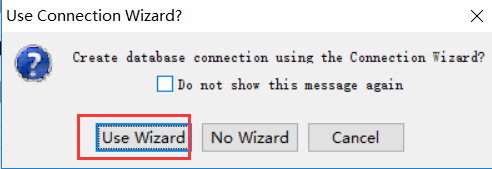 Use Connection Wizard?
Create database connection using the Connection Wizard?
Do not show this message again
Use Wizard No Wizard Cancel